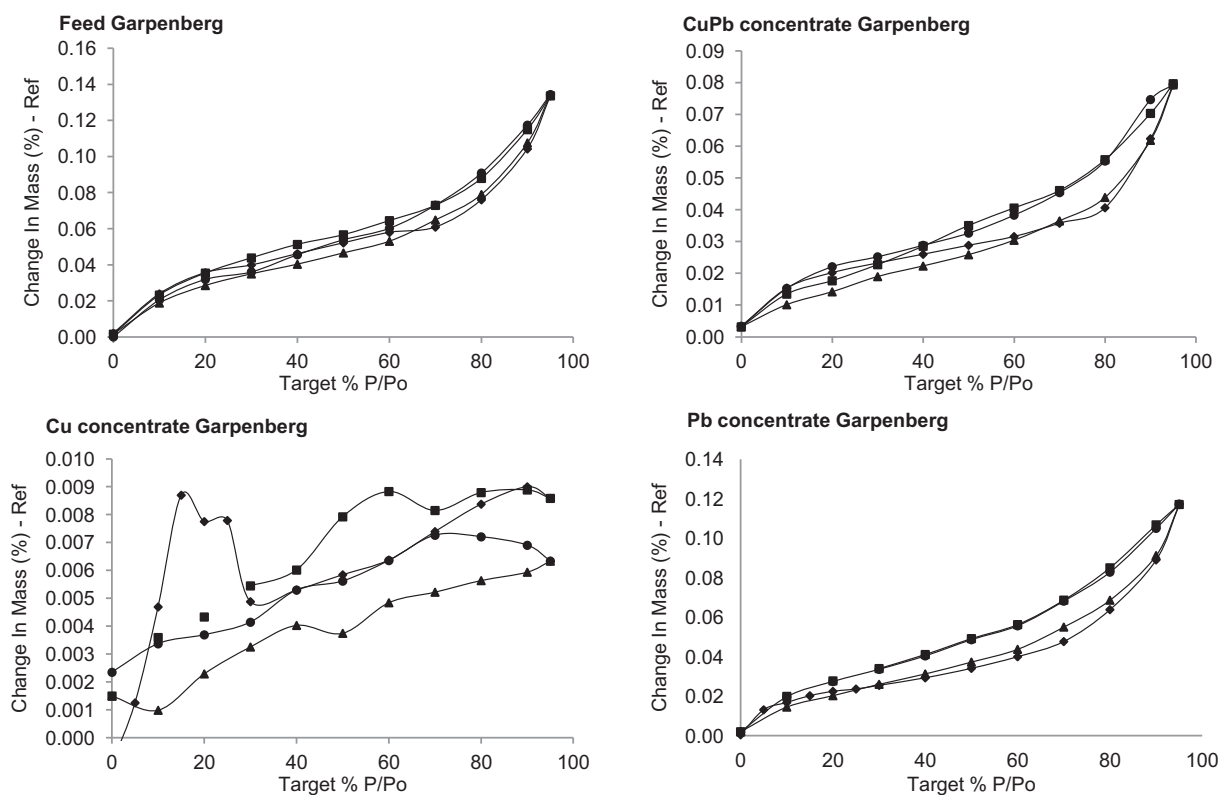 Feed Garpenberg
0.16
0.14
0.12
0.10
0.08
0.06
0.04
0.02
0.00
Change In Mass (%) - Ref
0 20 40 60 80 100
Target % P/Po
CuPb concentrate Garpenberg
0.09
0.08
0.07
0.06
0.05
0.04
0.03
0.02
0.01
0.00
Change In Mass (%) - Ref
0 20 40 60 80 100
Target % P/Po
Cu concentrate Garpenberg
0.010
0.009
0.008
0.007
0.006
0.005
0.004
0.003
0.002
0.001
0.000
Change In Mass (%) - Ref
0 20 40 60 80 100
Target % P/Po
Pb concentrate Garpenberg
0.14
0.12
0.10
0.08
0.06
0.04
0.02
0.00
Change In Mass (%) - Ref
0 20 40 60 80 100
Target % P/Po